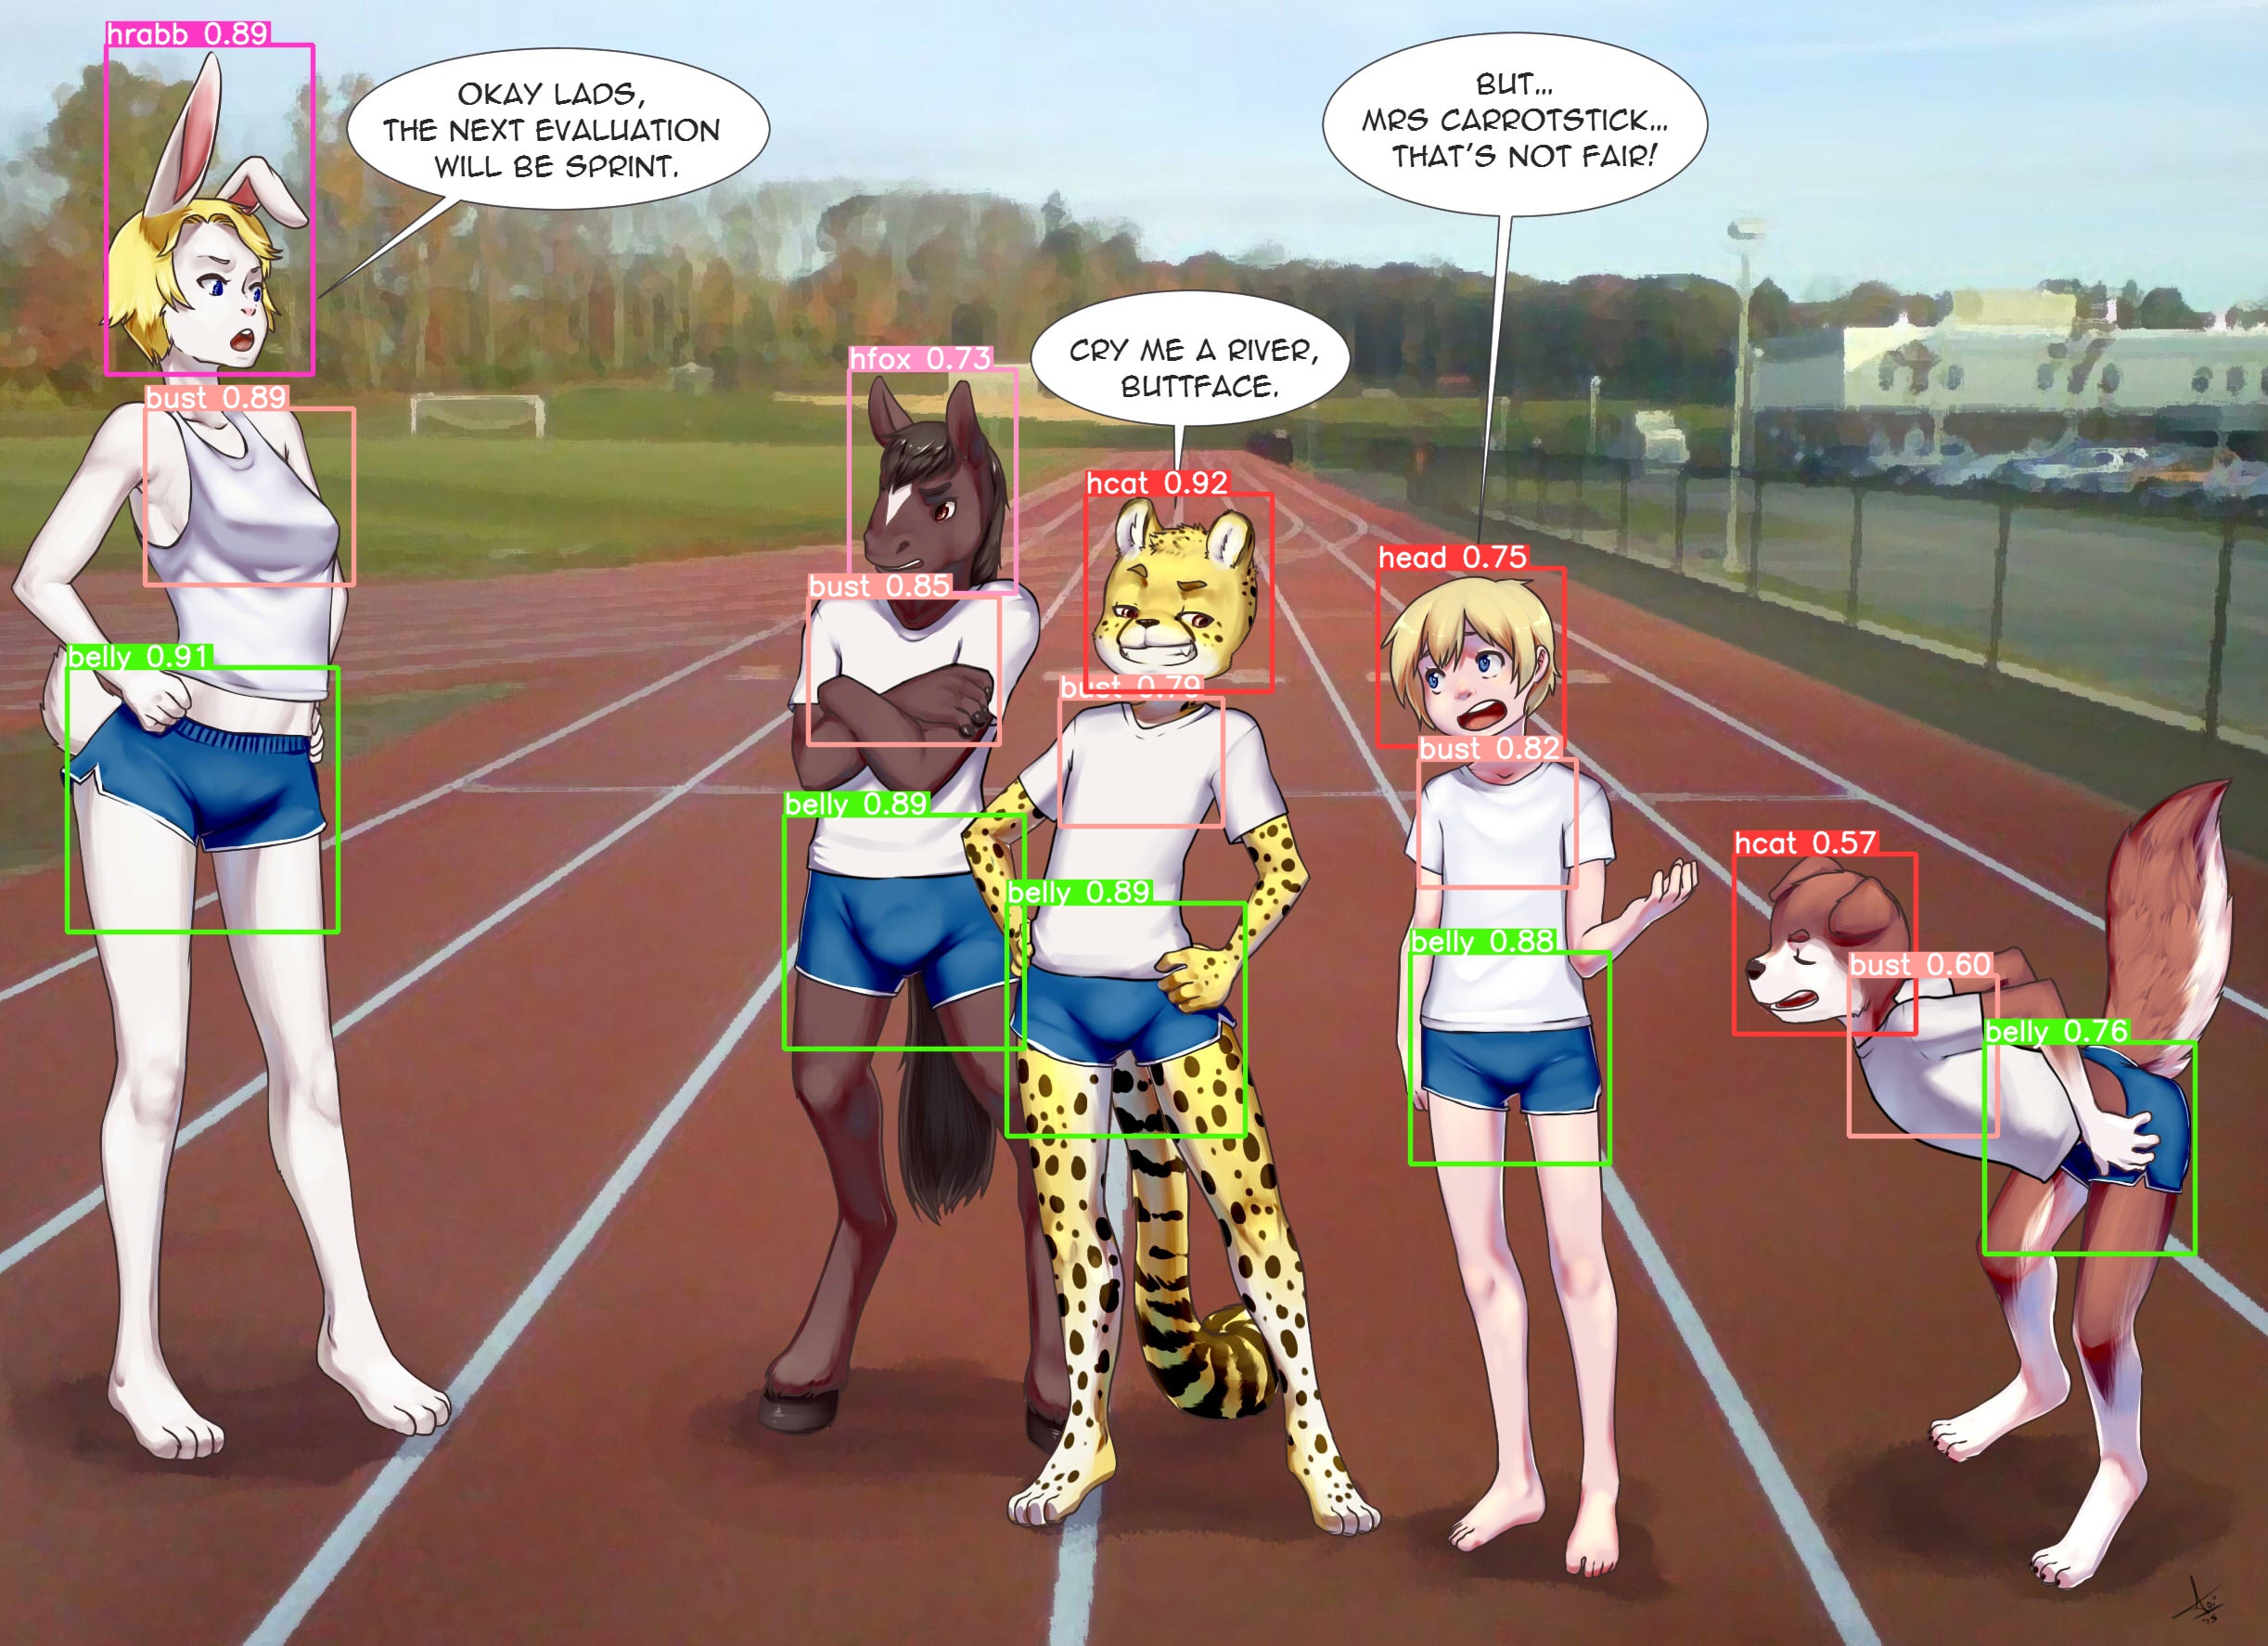 hrabb 0.89
OKAY LADS,
THE NEXT EVALUATION
WILL BE SPRINT.
BUT...
MRS CARROTSTICK...
THAT'S NOT FAIR!
CRY ME A RIVER,
BUTTFACE.
hfox 0.73
bust 0.89
hcat 0.92
head 0.75
bust 0.85
belly 0.91
bust 0.79
bust 0.82
belly 0.89
hcat 0.57
belly 0.89
belly 0.88
bust 0.60
belly 0.76